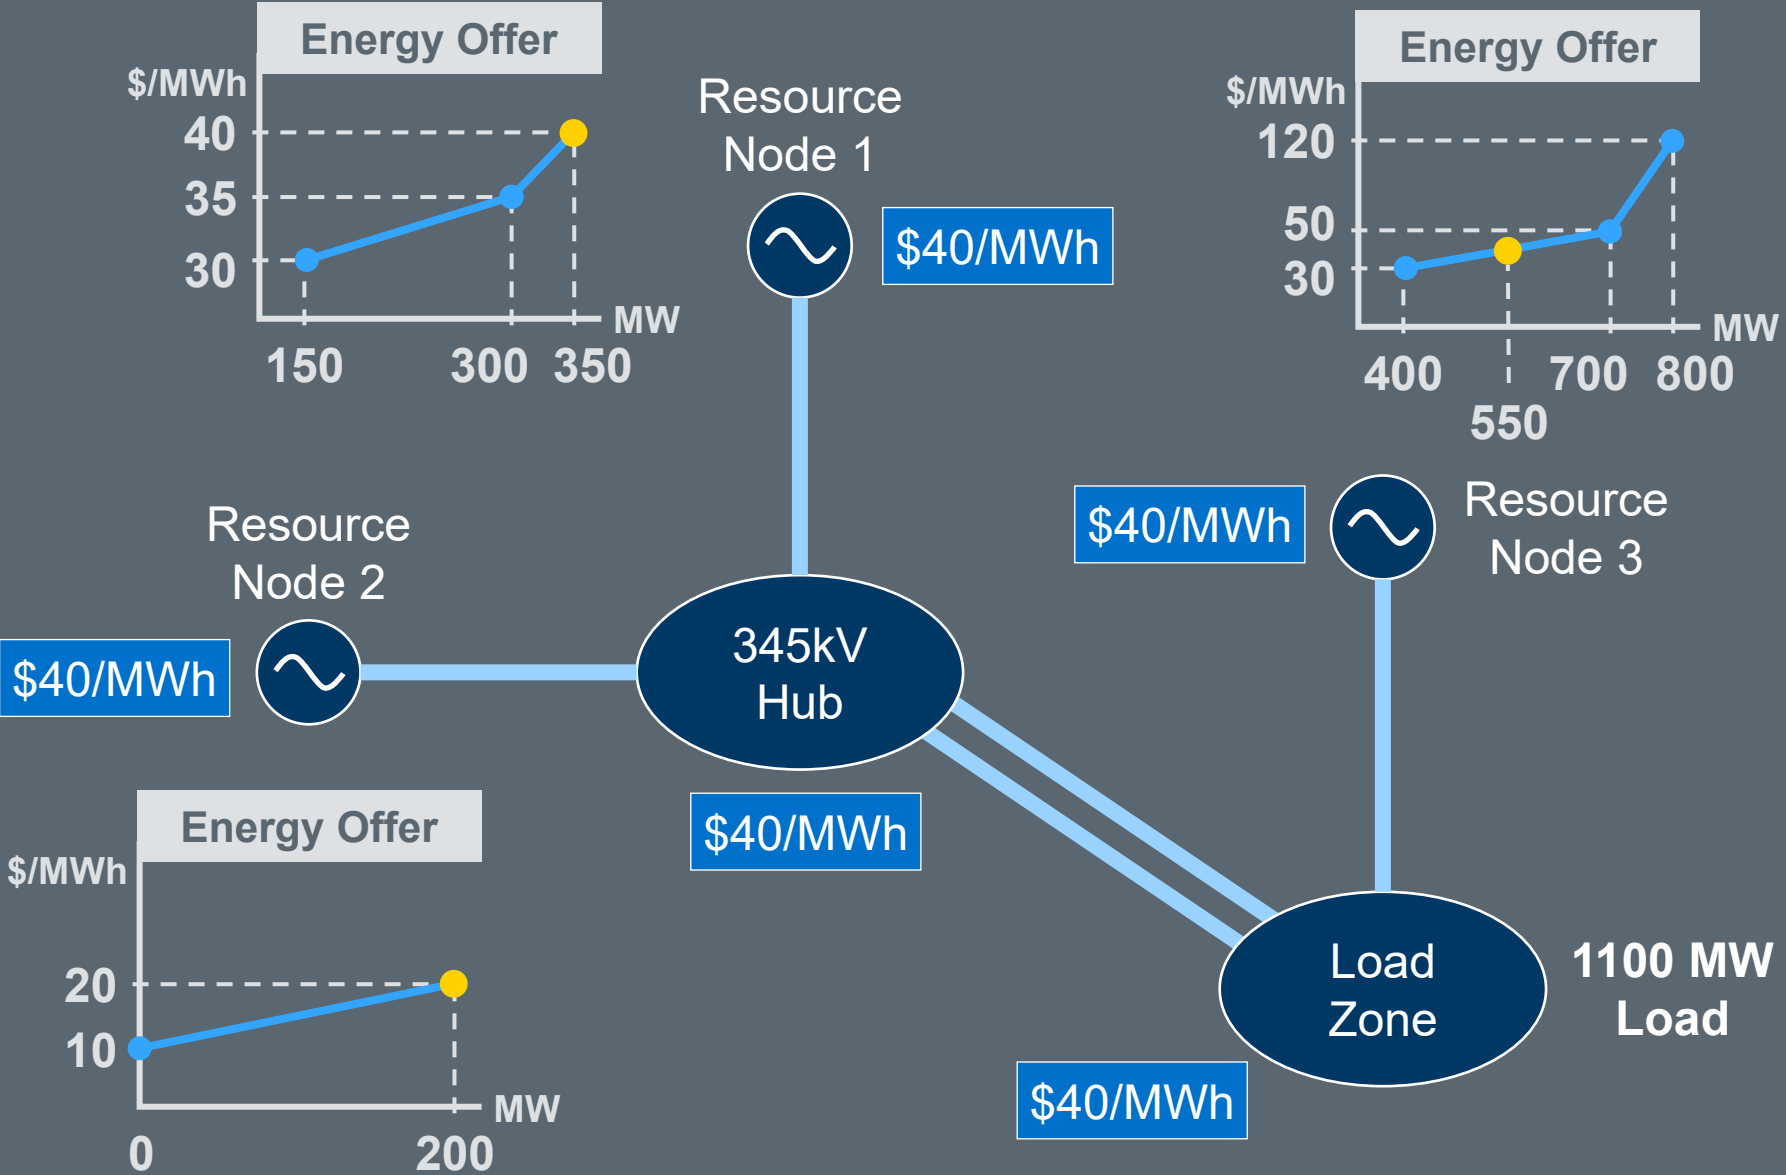 Energy Offer
$/MWh
40
35
30
MW
150
300
350
Resource
Node 1
$40/MWh
Energy Offer
$/MWh
120
50
30
MW
400
700
800
550
Resource
Node 2
$40/MWh
345kV
Hub
$40/MWh
$40/MWh
Resource
Node 3
Energy Offer
$/MWh
20
10
MW
0
200
Load
Zone
1100 MW
Load
$40/MWh